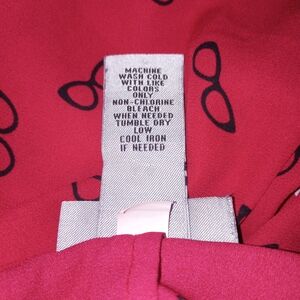 MACHINE
WASH COLD
WITH LIKE
COLORS
ONLY
NON-CHLORINE
BLEACH
WHEN NEEDED
TUMBLE DRY
LOW
COOL IRON
IF NEEDED